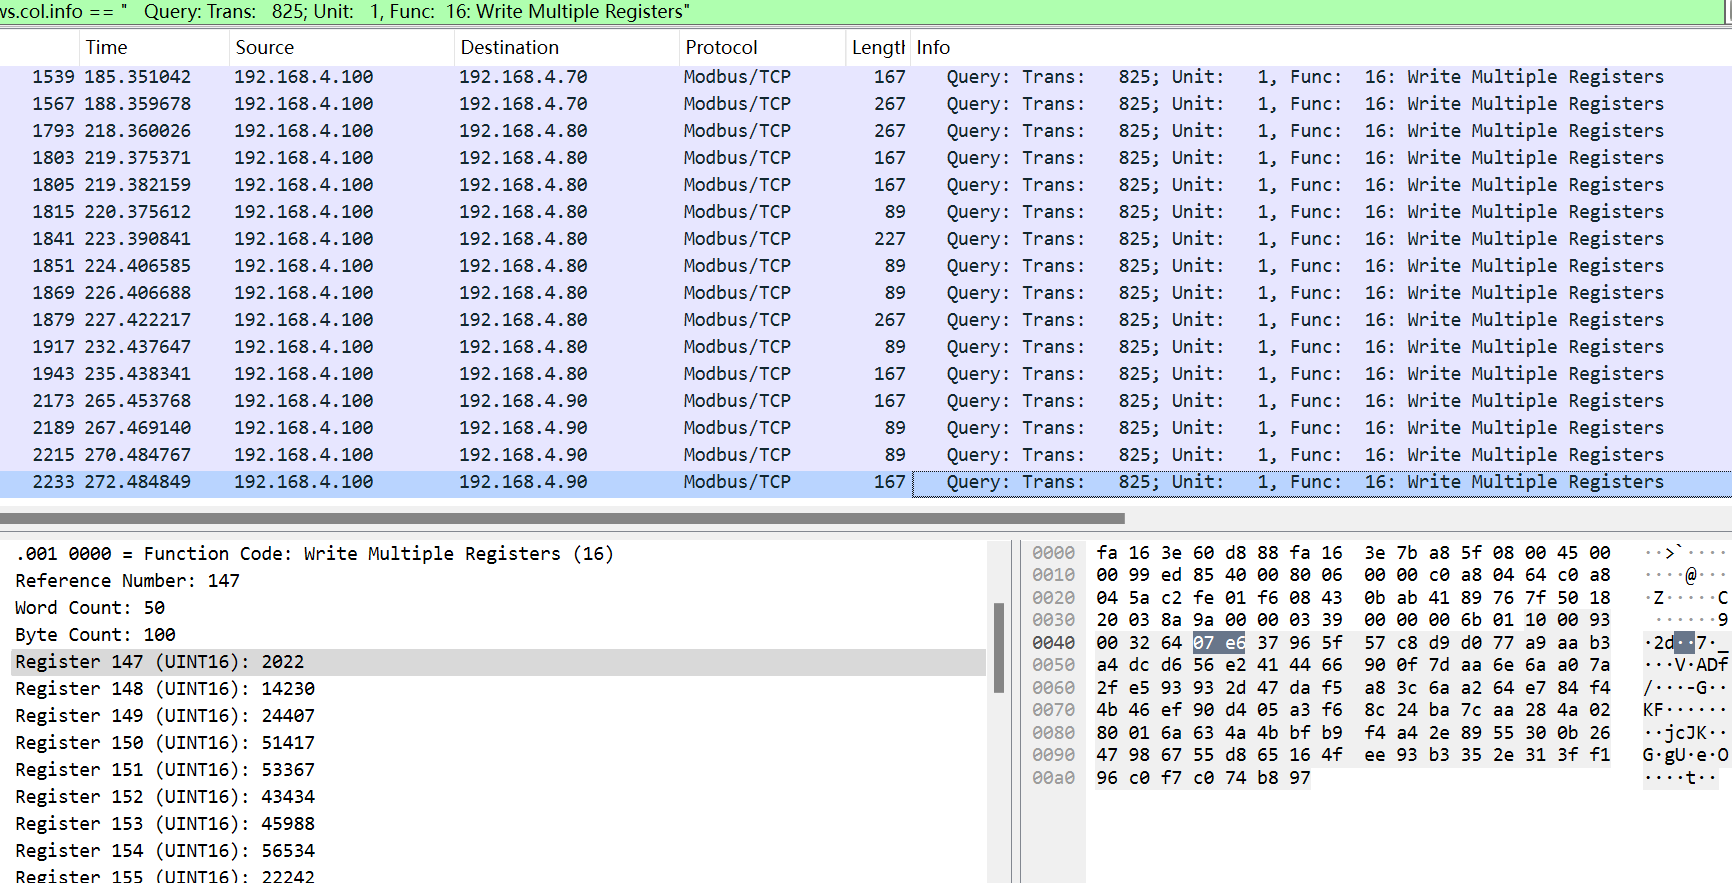 ws.col.info == "   Query: Trans:   825; Unit:   1, Func:  16: Write Multiple Registers"
Time Source Destination Protocol Length Info
1539 185.351042 192.168.4.100 192.168.4.70 Modbus/TCP 167 Query: Trans:   825; Unit:   1, Func:  16: Write Multiple Registers
1567 188.359678 192.168.4.100 192.168.4.70 Modbus/TCP 267 Query: Trans:   825; Unit:   1, Func:  16: Write Multiple Registers
1793 218.360026 192.168.4.100 192.168.4.80 Modbus/TCP 267 Query: Trans:   825; Unit:   1, Func:  16: Write Multiple Registers
1803 219.375371 192.168.4.100 192.168.4.80 Modbus/TCP 167 Query: Trans:   825; Unit:   1, Func:  16: Write Multiple Registers
1805 219.382159 192.168.4.100 192.168.4.80 Modbus/TCP 167 Query: Trans:   825; Unit:   1, Func:  16: Write Multiple Registers
1815 220.375612 192.168.4.100 192.168.4.80 Modbus/TCP 89 Query: Trans:   825; Unit:   1, Func:  16: Write Multiple Registers
1841 223.390841 192.168.4.100 192.168.4.80 Modbus/TCP 227 Query: Trans:   825; Unit:   1, Func:  16: Write Multiple Registers
1851 224.406585 192.168.4.100 192.168.4.80 Modbus/TCP 89 Query: Trans:   825; Unit:   1, Func:  16: Write Multiple Registers
1869 226.406688 192.168.4.100 192.168.4.80 Modbus/TCP 89 Query: Trans:   825; Unit:   1, Func:  16: Write Multiple Registers
1879 227.422217 192.168.4.100 192.168.4.80 Modbus/TCP 267 Query: Trans:   825; Unit:   1, Func:  16: Write Multiple Registers
1917 232.437647 192.168.4.100 192.168.4.80 Modbus/TCP 89 Query: Trans:   825; Unit:   1, Func:  16: Write Multiple Registers
1943 235.438341 192.168.4.100 192.168.4.80 Modbus/TCP 167 Query: Trans:   825; Unit:   1, Func:  16: Write Multiple Registers
2173 265.453768 192.168.4.100 192.168.4.90 Modbus/TCP 167 Query: Trans:   825; Unit:   1, Func:  16: Write Multiple Registers
2189 267.469140 192.168.4.100 192.168.4.90 Modbus/TCP 89 Query: Trans:   825; Unit:   1, Func:  16: Write Multiple Registers
2215 270.484767 192.168.4.100 192.168.4.90 Modbus/TCP 89 Query: Trans:   825; Unit:   1, Func:  16: Write Multiple Registers
2233 272.484849 192.168.4.100 192.168.4.90 Modbus/TCP 167 Query: Trans:   825; Unit:   1, Func:  16: Write Multiple Registers
.001 0000 = Function Code: Write Multiple Registers (16)
Reference Number: 147
Word Count: 50
Byte Count: 100
Register 147 (UINT16): 2022
Register 148 (UINT16): 14230
Register 149 (UINT16): 24407
Register 150 (UINT16): 51417
Register 151 (UINT16): 53367
Register 152 (UINT16): 43434
Register 153 (UINT16): 45988
Register 154 (UINT16): 56534
Register 155 (UINT16): 22242
0000 fa 16 3e 60 d8 88 fa 16 3e 7b a8 5f 08 00 45 00 ··>`····
0010 00 99 ed 85 40 00 80 06 00 00 c0 a8 04 64 c0 a8 ····@···
0020 04 5a c2 fe 01 f6 08 43 0b ab 41 89 76 7f 50 18 ·Z·····C
0030 20 03 8a 9a 00 00 03 39 00 00 00 6b 01 10 00 93 ······9
0040 00 32 64 07 e6 37 96 5f 57 c8 d9 d0 77 a9 aa b3 ·2d··7·_
0050 a4 dc d6 56 e2 41 44 66 90 0f 7d aa 6e 6a a0 7a ···V·ADf
0060 2f e5 93 93 2d 47 da f5 a8 3c 6a a2 64 e7 84 f4 /···-G··
0070 4b 46 ef 90 d4 05 a3 f6 8c 24 ba 7c aa 28 4a 02 KF······
0080 80 01 6a 63 4a 4b bf b9 f4 a4 2e 89 55 30 0b 26 ··jcJK··
0090 47 98 67 55 d8 65 16 4f ee 93 b3 35 2e 31 3f f1 G·gU·e·O
00a0 96 c0 f7 c0 74 b8 97 ····t··